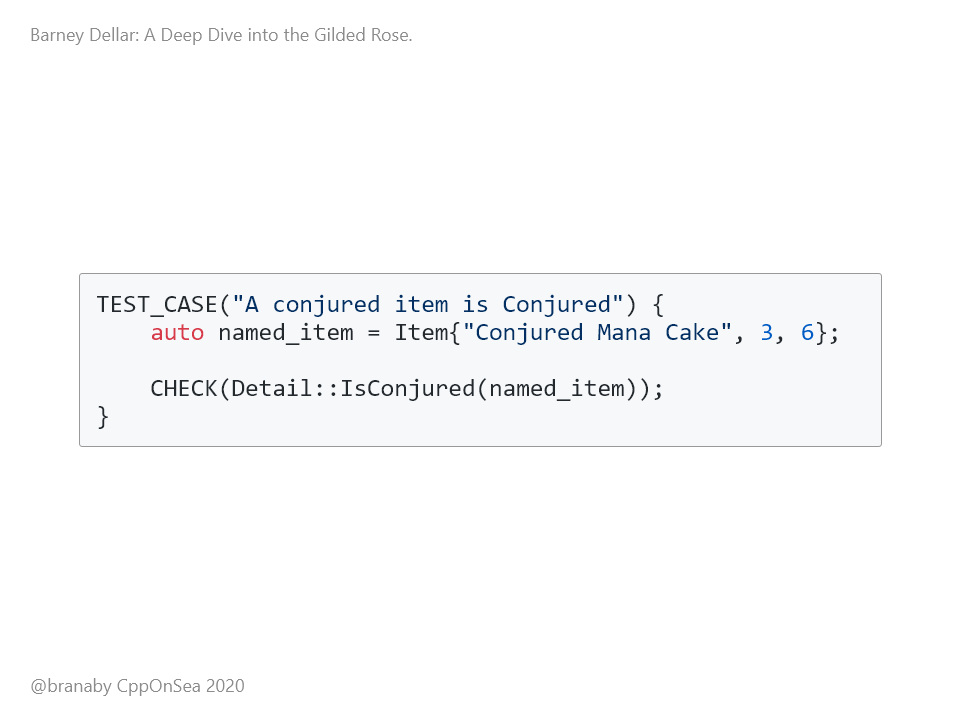 Barney Dellar: A Deep Dive into the Gilded Rose.
TEST_CASE("A conjured item is Conjured") {
    auto named_item = Item{"Conjured Mana Cake", 3, 6};
    CHECK(Detail::IsConjured(named_item));
}
@branaby CppOnSea 2020